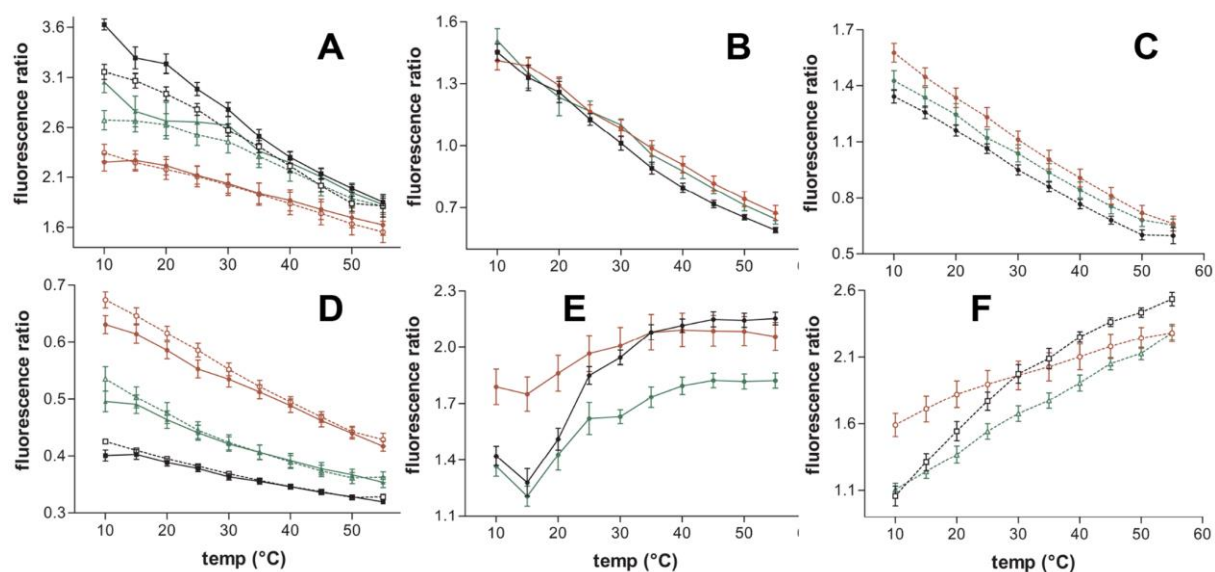 A
fluorescence ratio
3.6
3.1
2.6
2.1
1.6
10 20 30 40 50
B
fluorescence ratio
1.6
1.3
1.0
0.7
10 20 30 40 50
C
fluorescence ratio
1.7
1.4
1.1
0.8
0.5
10 20 30 40 50 60
D
fluorescence ratio
0.7
0.6
0.5
0.4
0.3
10 20 30 40 50
temp (°C)
E
fluorescence ratio
2.3
2.0
1.7
1.4
1.1
10 20 30 40 50
temp (°C)
F
fluorescence ratio
2.6
2.1
1.6
1.1
10 20 30 40 50 60
temp (°C)